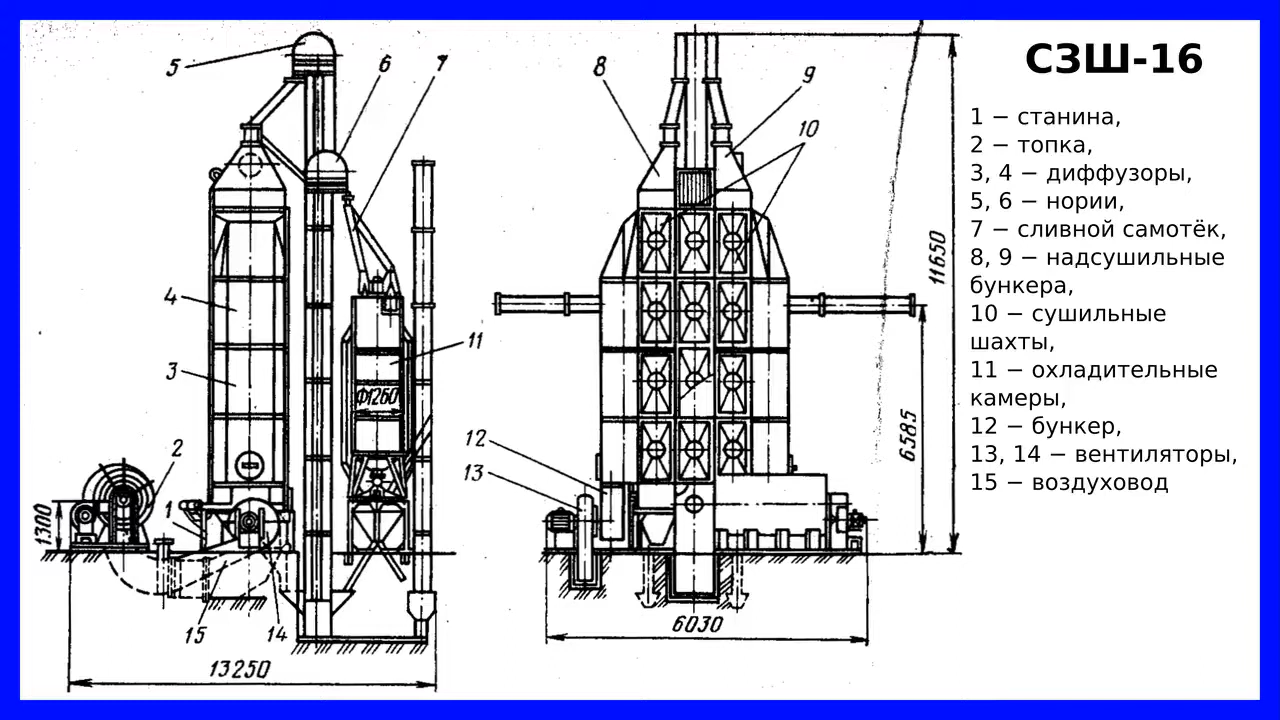 СЗШ-16
1 − станина,
2 − топка,
3, 4 − диффузоры,
5, 6 − нории,
7 − сливной самотёк,
8, 9 − надсушильные
бункера,
10 − сушильные
шахты,
11 − охладительные
камеры,
12 − бункер,
13, 14 − вентиляторы,
15 − воздуховод
5
6
7
4
3
11
Ф1260
2
1
1300
15
14
13250
8
9
10
11650
6585
12
13
6030